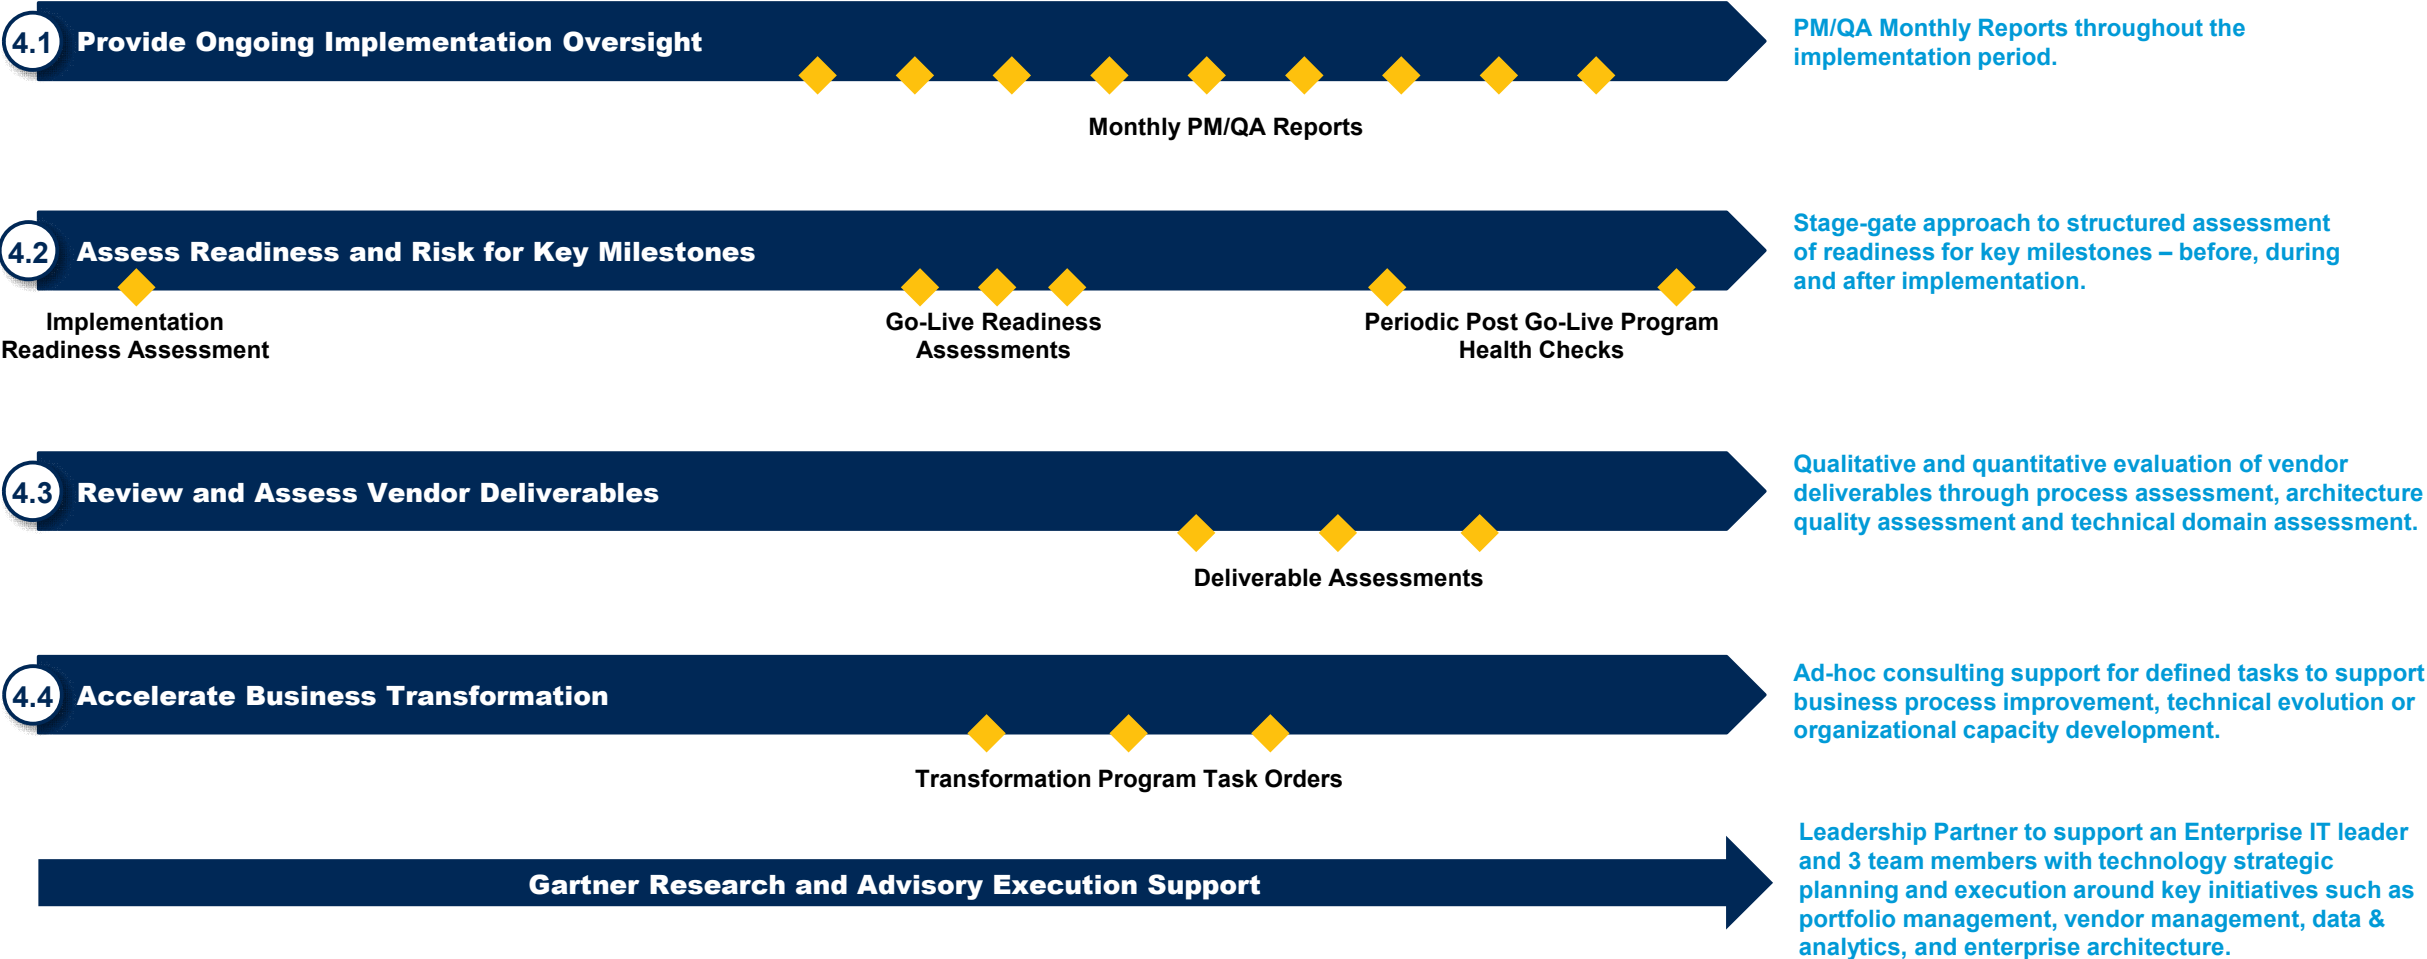 4.1 Provide Ongoing Implementation Oversight
PM/QA Monthly Reports throughout the
implementation period.
Monthly PM/QA Reports
4.2 Assess Readiness and Risk for Key Milestones
Stage-gate approach to structured assessment
of readiness for key milestones – before, during
and after implementation.
Implementation
Readiness Assessment
Go-Live Readiness
Assessments
Periodic Post Go-Live Program
Health Checks
4.3 Review and Assess Vendor Deliverables
Qualitative and quantitative evaluation of vendor
deliverables through process assessment, architecture
quality assessment and technical domain assessment.
Deliverable Assessments
4.4 Accelerate Business Transformation
Ad-hoc consulting support for defined tasks to support
business process improvement, technical evolution or
organizational capacity development.
Transformation Program Task Orders
Gartner Research and Advisory Execution Support
Leadership Partner to support an Enterprise IT leader
and 3 team members with technology strategic
planning and execution around key initiatives such as
portfolio management, vendor management, data &
analytics, and enterprise architecture.